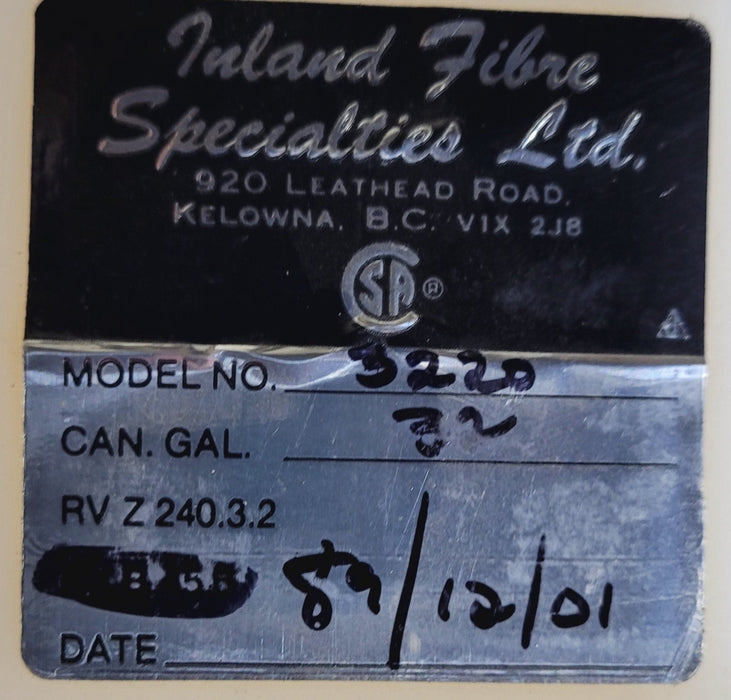 Inland Fibre
Specialties Ltd.
920 LEATHEAD ROAD,
KELOWNA, B.C. V1X 2J8
CSA ®
MODEL NO. 3220
CAN. GAL. 32
RV Z 240.3.2
DATE 89/12/01